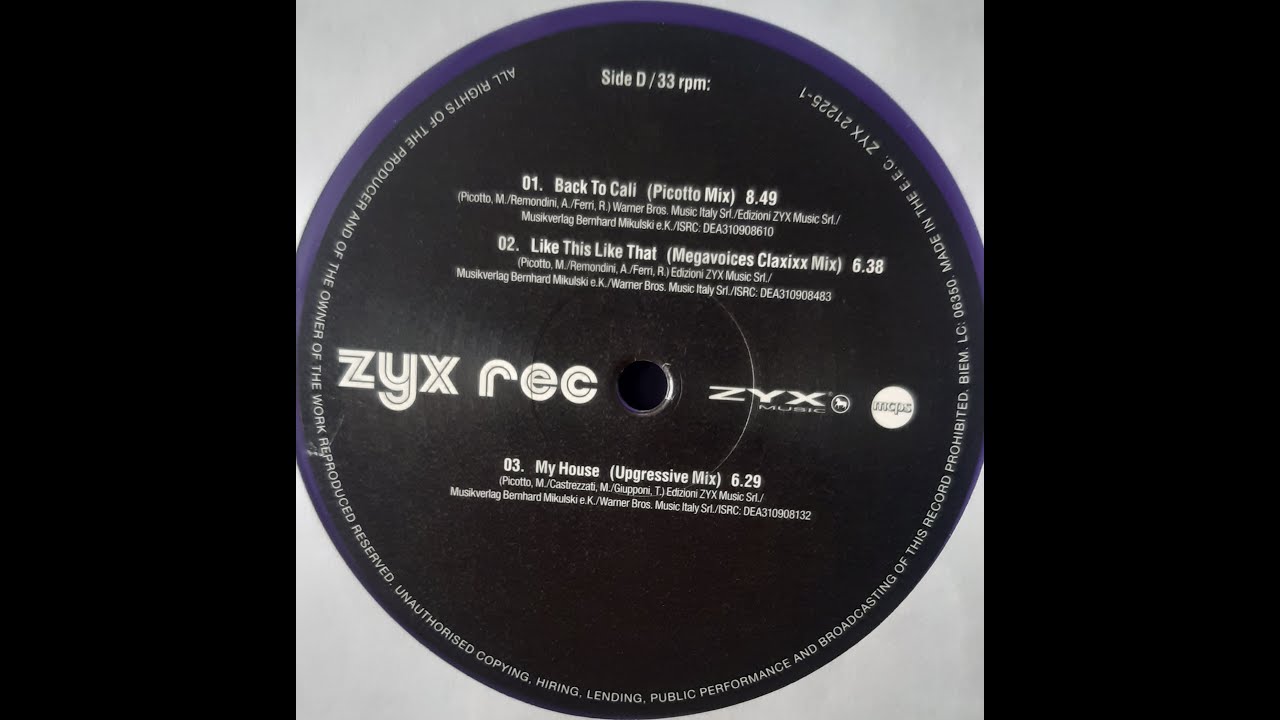 Side D / 33 rpm:
01. Back To Cali (Picotto Mix) 8.49
(Picotto, M./Remondini, A./Ferri, R.) Warner Bros. Music Italy Srl./Edizioni ZYX Music Srl./
Musikverlag Bernhard Mikulski e.K./ISRC: DEA310908610
02. Like This Like That (Megavoices Claxixx Mix) 6.38
(Picotto, M./Remondini, A./Ferri, R.) Edizioni ZYX Music Srl./
Musikverlag Bernhard Mikulski e.K./Warner Bros. Music Italy Srl./ISRC: DEA310908483
zyx rec
ZYX
MUSIC
mcps
03. My House (Upgressive Mix) 6.29
(Picotto, M./Castrezzati, M./Giupponi, T.) Edizioni ZYX Music Srl./
Musikverlag Bernhard Mikulski e.K./Warner Bros. Music Italy Srl./ISRC: DEA310908132
ALL RIGHTS OF THE PRODUCER AND OF THE OWNER OF THE WORK REPRODUCED RESERVED. UNAUTHORISED COPYING, HIRING, LENDING, PUBLIC PERFORMANCE AND BROADCASTING OF THIS RECORD PROHIBITED. BIEM. LC: 06350. MADE IN THE E.E.C. ZYX 21225-1